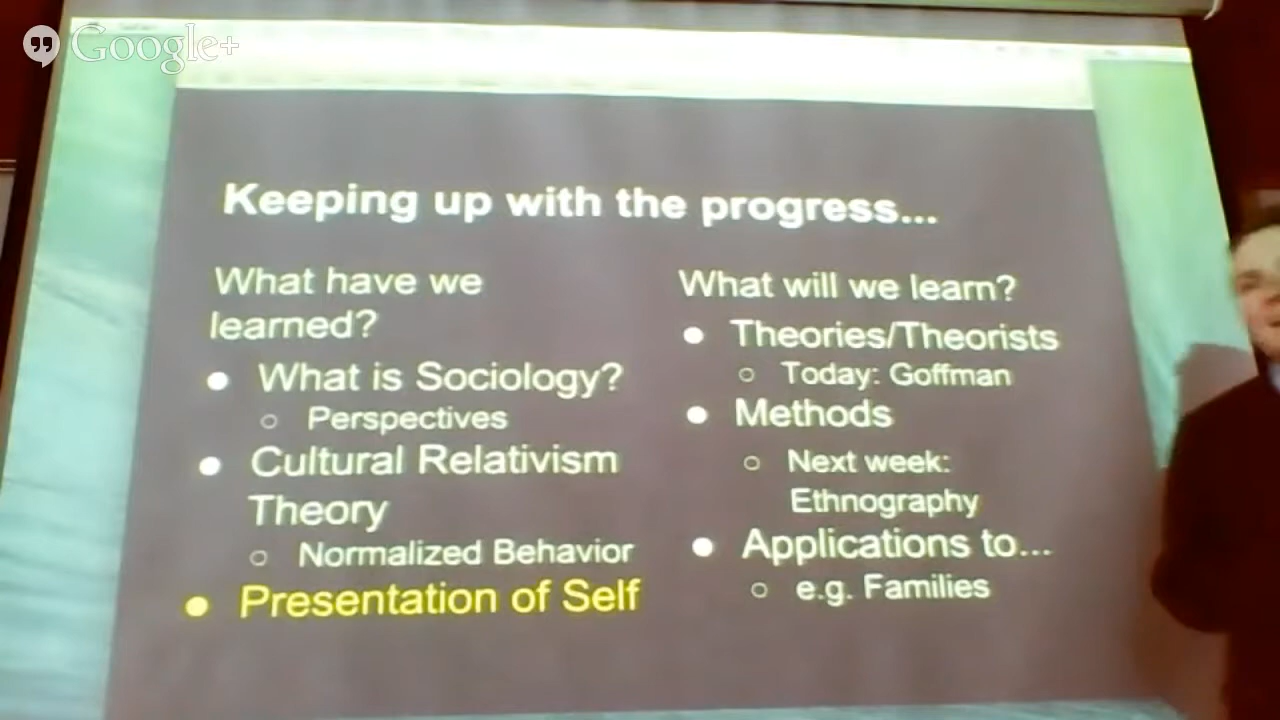 Google+
Keeping up with the progress...
What have we
learned?
● What is Sociology?
○ Perspectives
● Cultural Relativism
Theory
○ Normalized Behavior
● Presentation of Self
What will we learn?
● Theories/Theorists
○ Today: Goffman
● Methods
○ Next week:
Ethnography
● Applications to...
○ e.g. Families